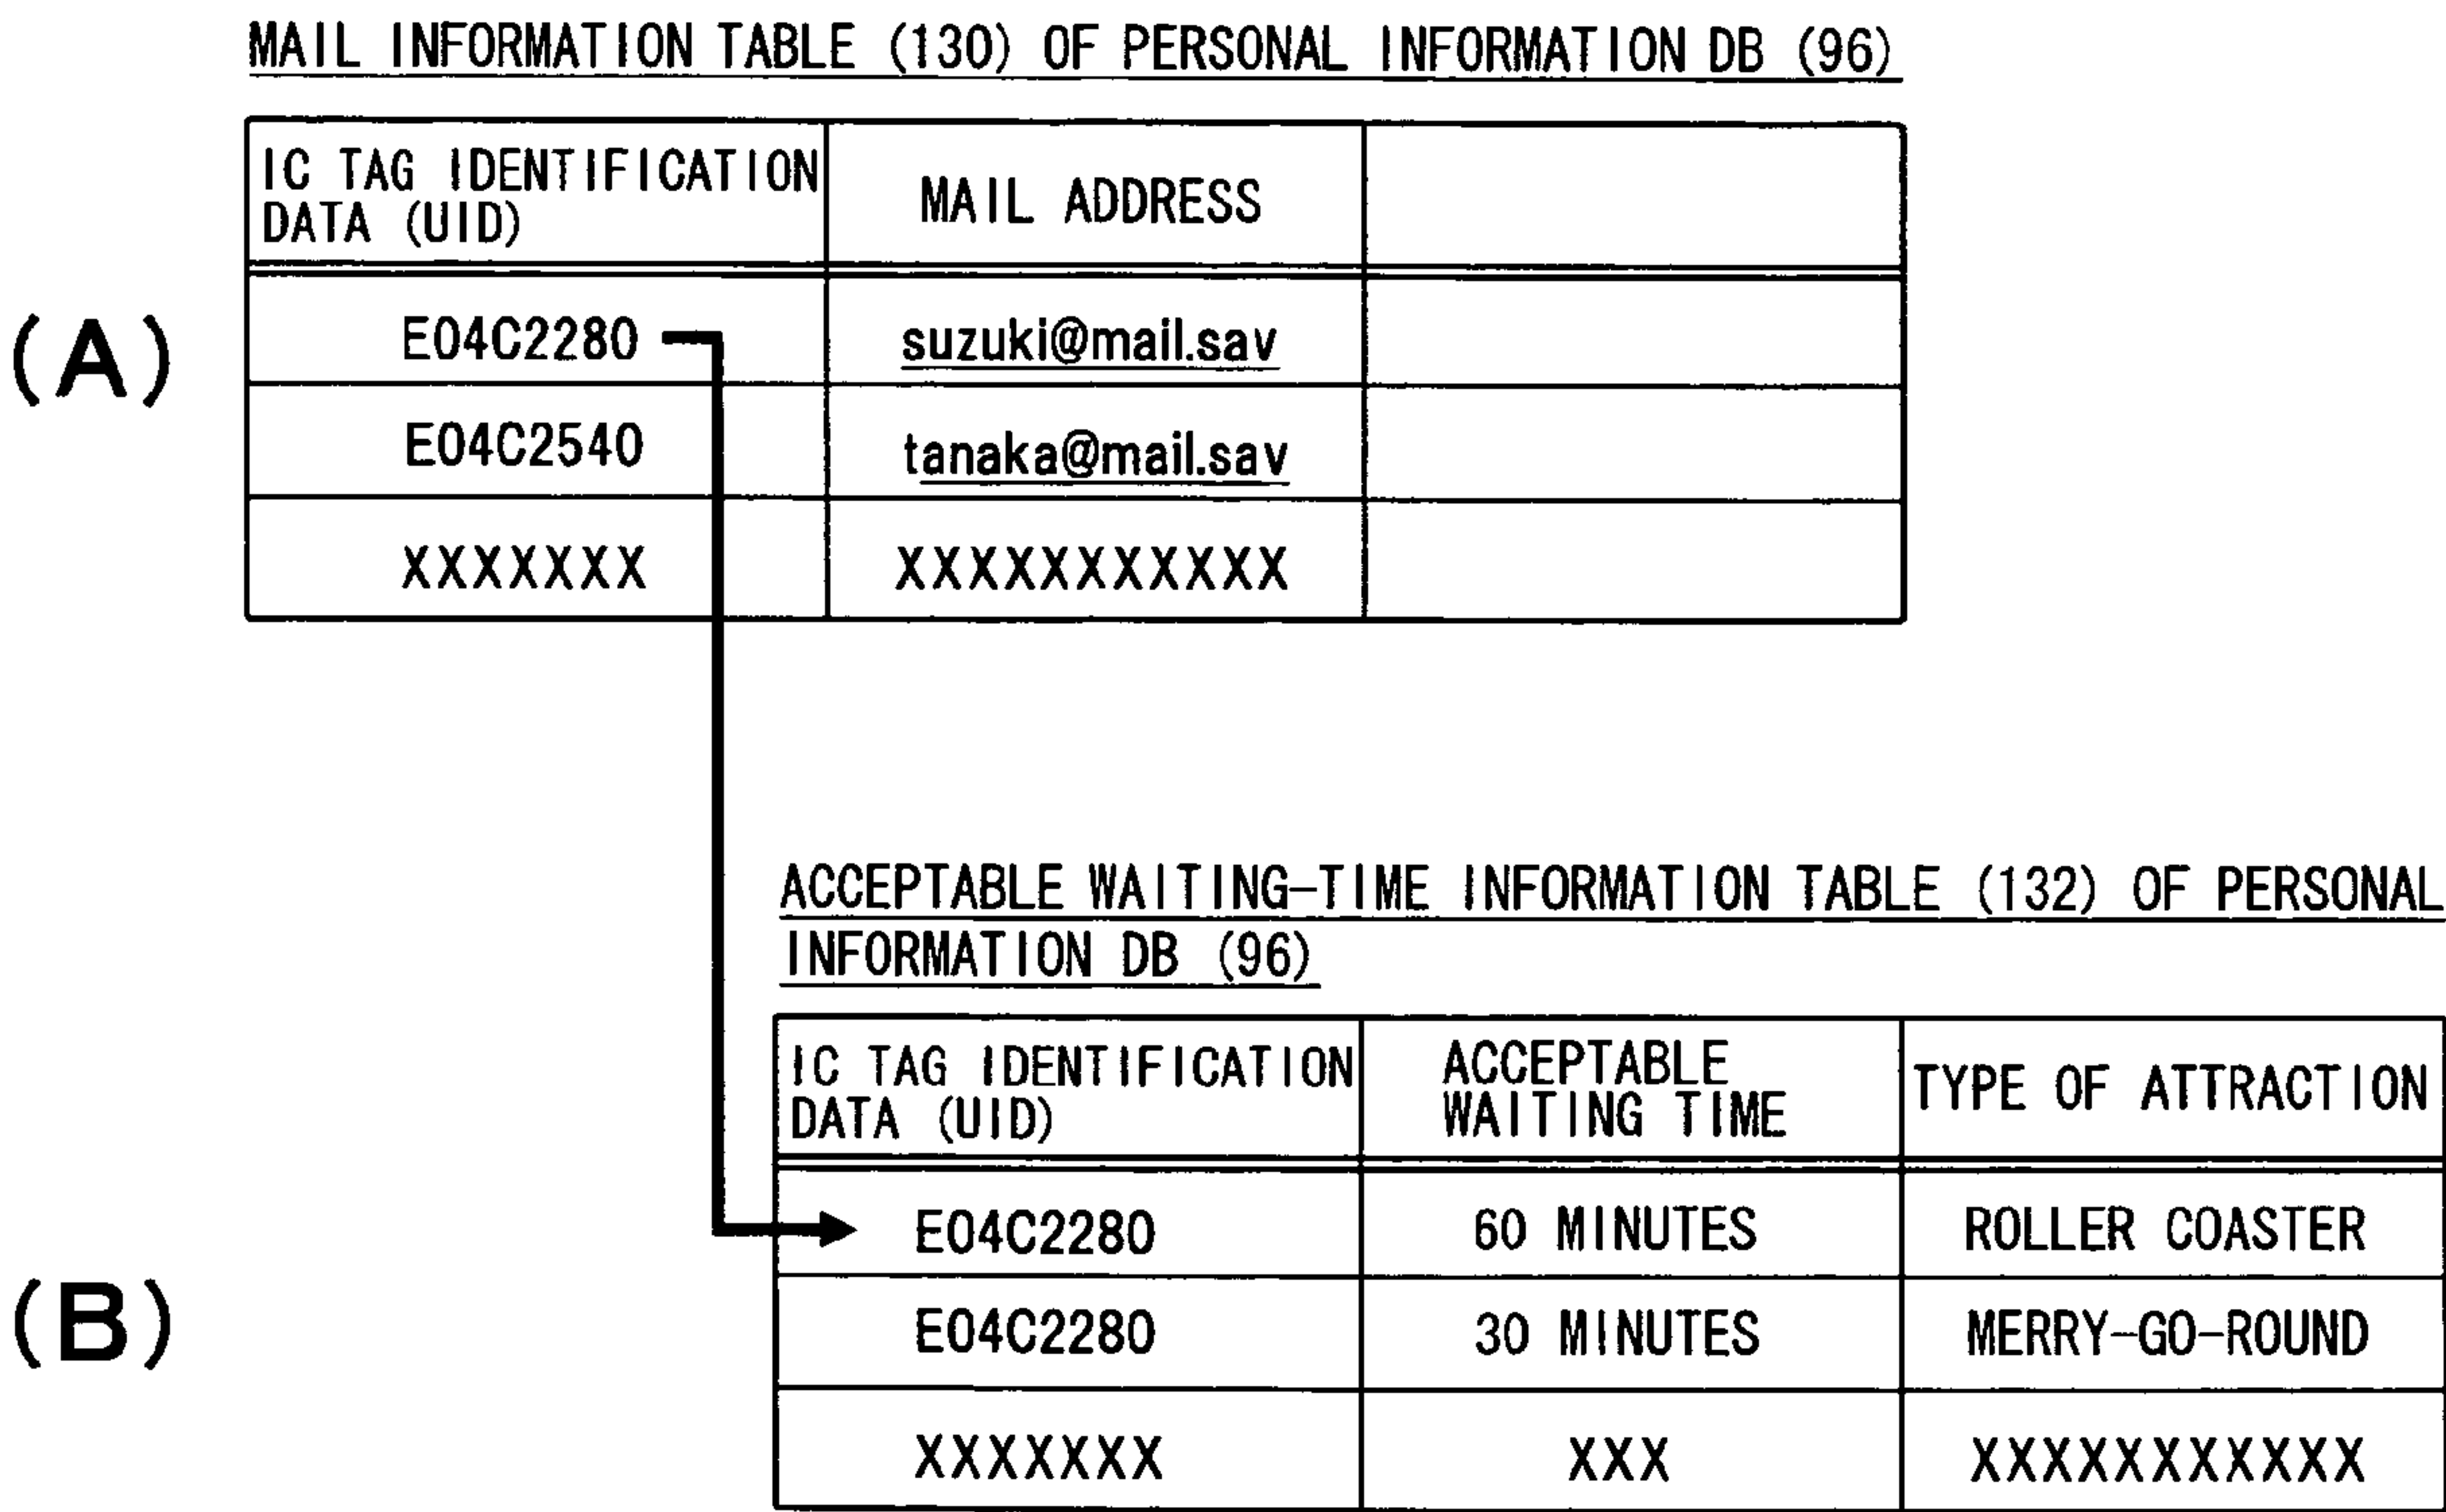 MAIL INFORMATION TABLE (130) OF PERSONAL INFORMATION DB (96)
IC TAG IDENTIFICATION
DATA (UID)
MAIL ADDRESS
(A)
E04C2280
suzuki@mail.sav
E04C2540
tanaka@mail.sav
XXXXXXX
XXXXXXXXXXX
ACCEPTABLE WAITING-TIME INFORMATION TABLE (132) OF PERSONAL
INFORMATION DB (96)
IC TAG IDENTIFICATION
DATA (UID)
ACCEPTABLE
WAITING TIME
TYPE OF ATTRACTION
(B)
E04C2280
60 MINUTES
ROLLER COASTER
E04C2280
30 MINUTES
MERRY-GO-ROUND
XXXXXXX
XXX
XXXXXXXXXXX